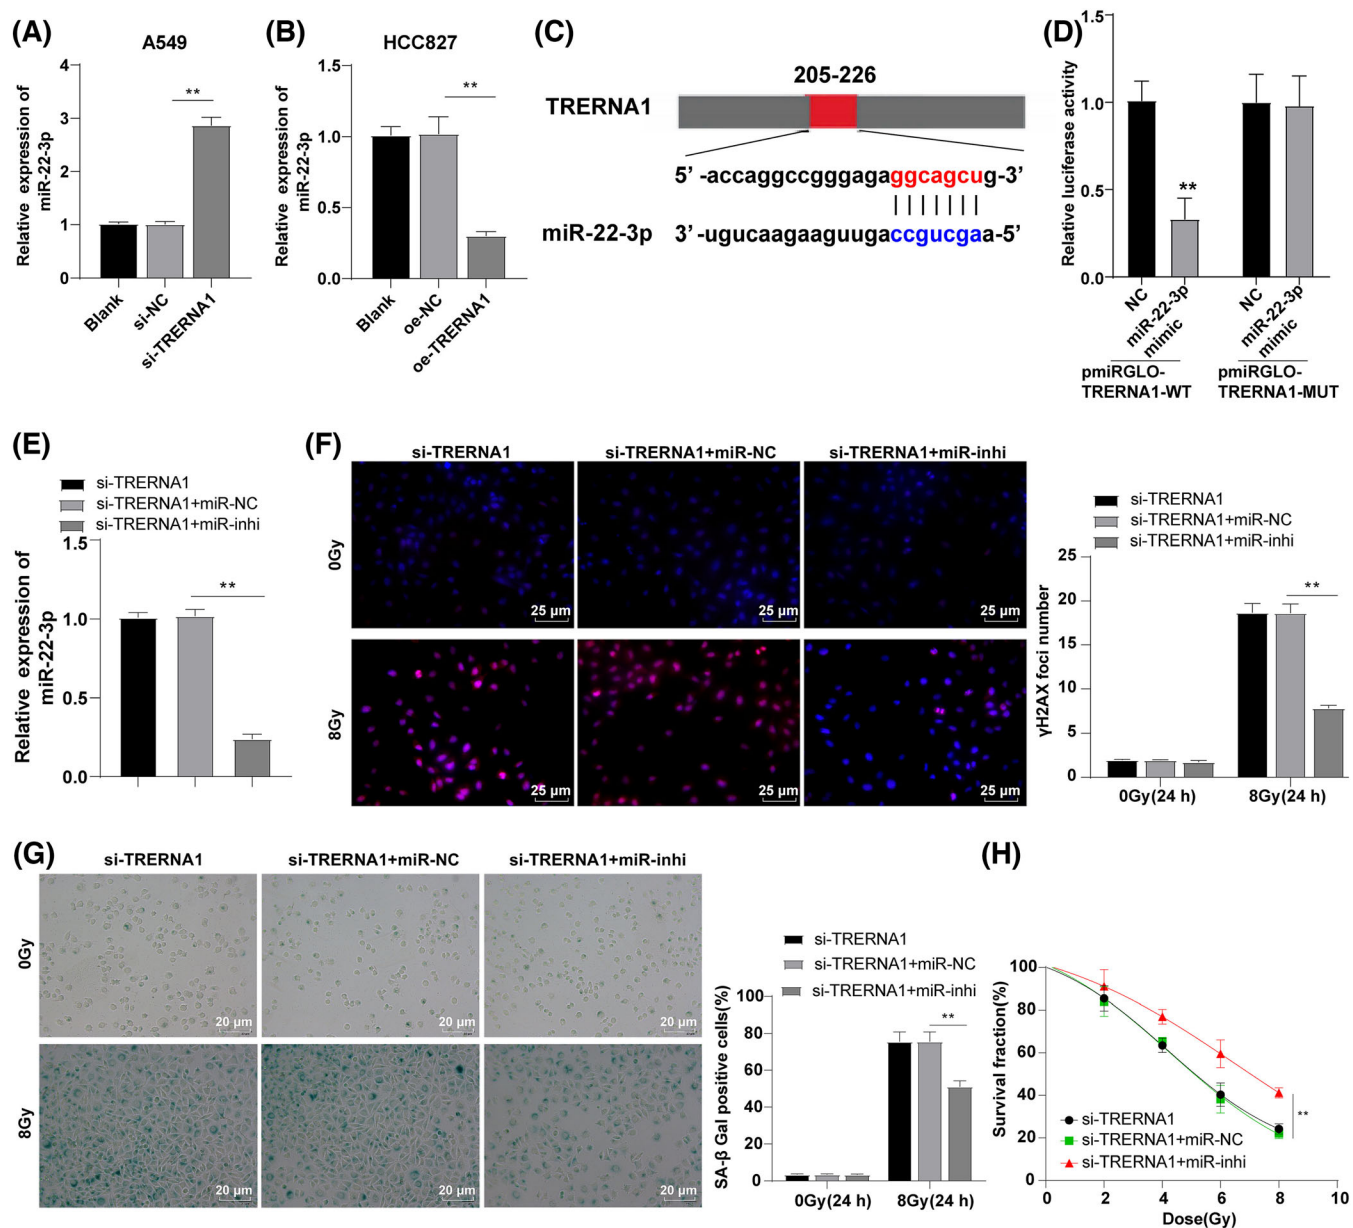 (A)
A549
Relative expression of
miR-22-3p
4
3
2
1
0
**
Blank
si-NC
si-TRERNA1
(B)
HCC827
Relative expression of
miR-22-3p
1.5
1.0
0.5
0.0
**
Blank
oe-NC
oe-TRERNA1
(C)
205-226
TRERNA1
5’ -accaggccgggagaggcagcug-3’
miR-22-3p
3’ -ugucaagaaguugaccgucgaa-5’
(D)
Relative luciferase activity
1.5
1.0
0.5
0.0
**
NC
miR-22-3p
mimic
NC
miR-22-3p
mimic
pmiRGLO-
TRERNA1-WT
pmiRGLO-
TRERNA1-MUT
(E)
si-TRERNA1
si-TRERNA1+miR-NC
si-TRERNA1+miR-inhi
Relative expression of
miR-22-3p
1.5
1.0
0.5
0.0
**
(F)
si-TRERNA1
si-TRERNA1+miR-NC
si-TRERNA1+miR-inhi
0Gy
25 μm
25 μm
25 μm
8Gy
25 μm
25 μm
25 μm
si-TRERNA1
si-TRERNA1+miR-NC
si-TRERNA1+miR-inhi
γH2AX foci number
25
20
15
10
5
0
**
0Gy(24 h)
8Gy(24 h)
(G)
si-TRERNA1
si-TRERNA1+miR-NC
si-TRERNA1+miR-inhi
0Gy
20 μm
20 μm
20 μm
8Gy
20 μm
20 μm
20 μm
si-TRERNA1
si-TRERNA1+miR-NC
si-TRERNA1+miR-inhi
SA-β Gal positive cells(%)
100
80
60
40
20
0
**
0Gy(24 h)
8Gy(24 h)
(H)
Survival fraction(%)
100
80
60
40
20
0
si-TRERNA1
si-TRERNA1+miR-NC
si-TRERNA1+miR-inhi
**
0
2
4
6
8
10
Dose(Gy)